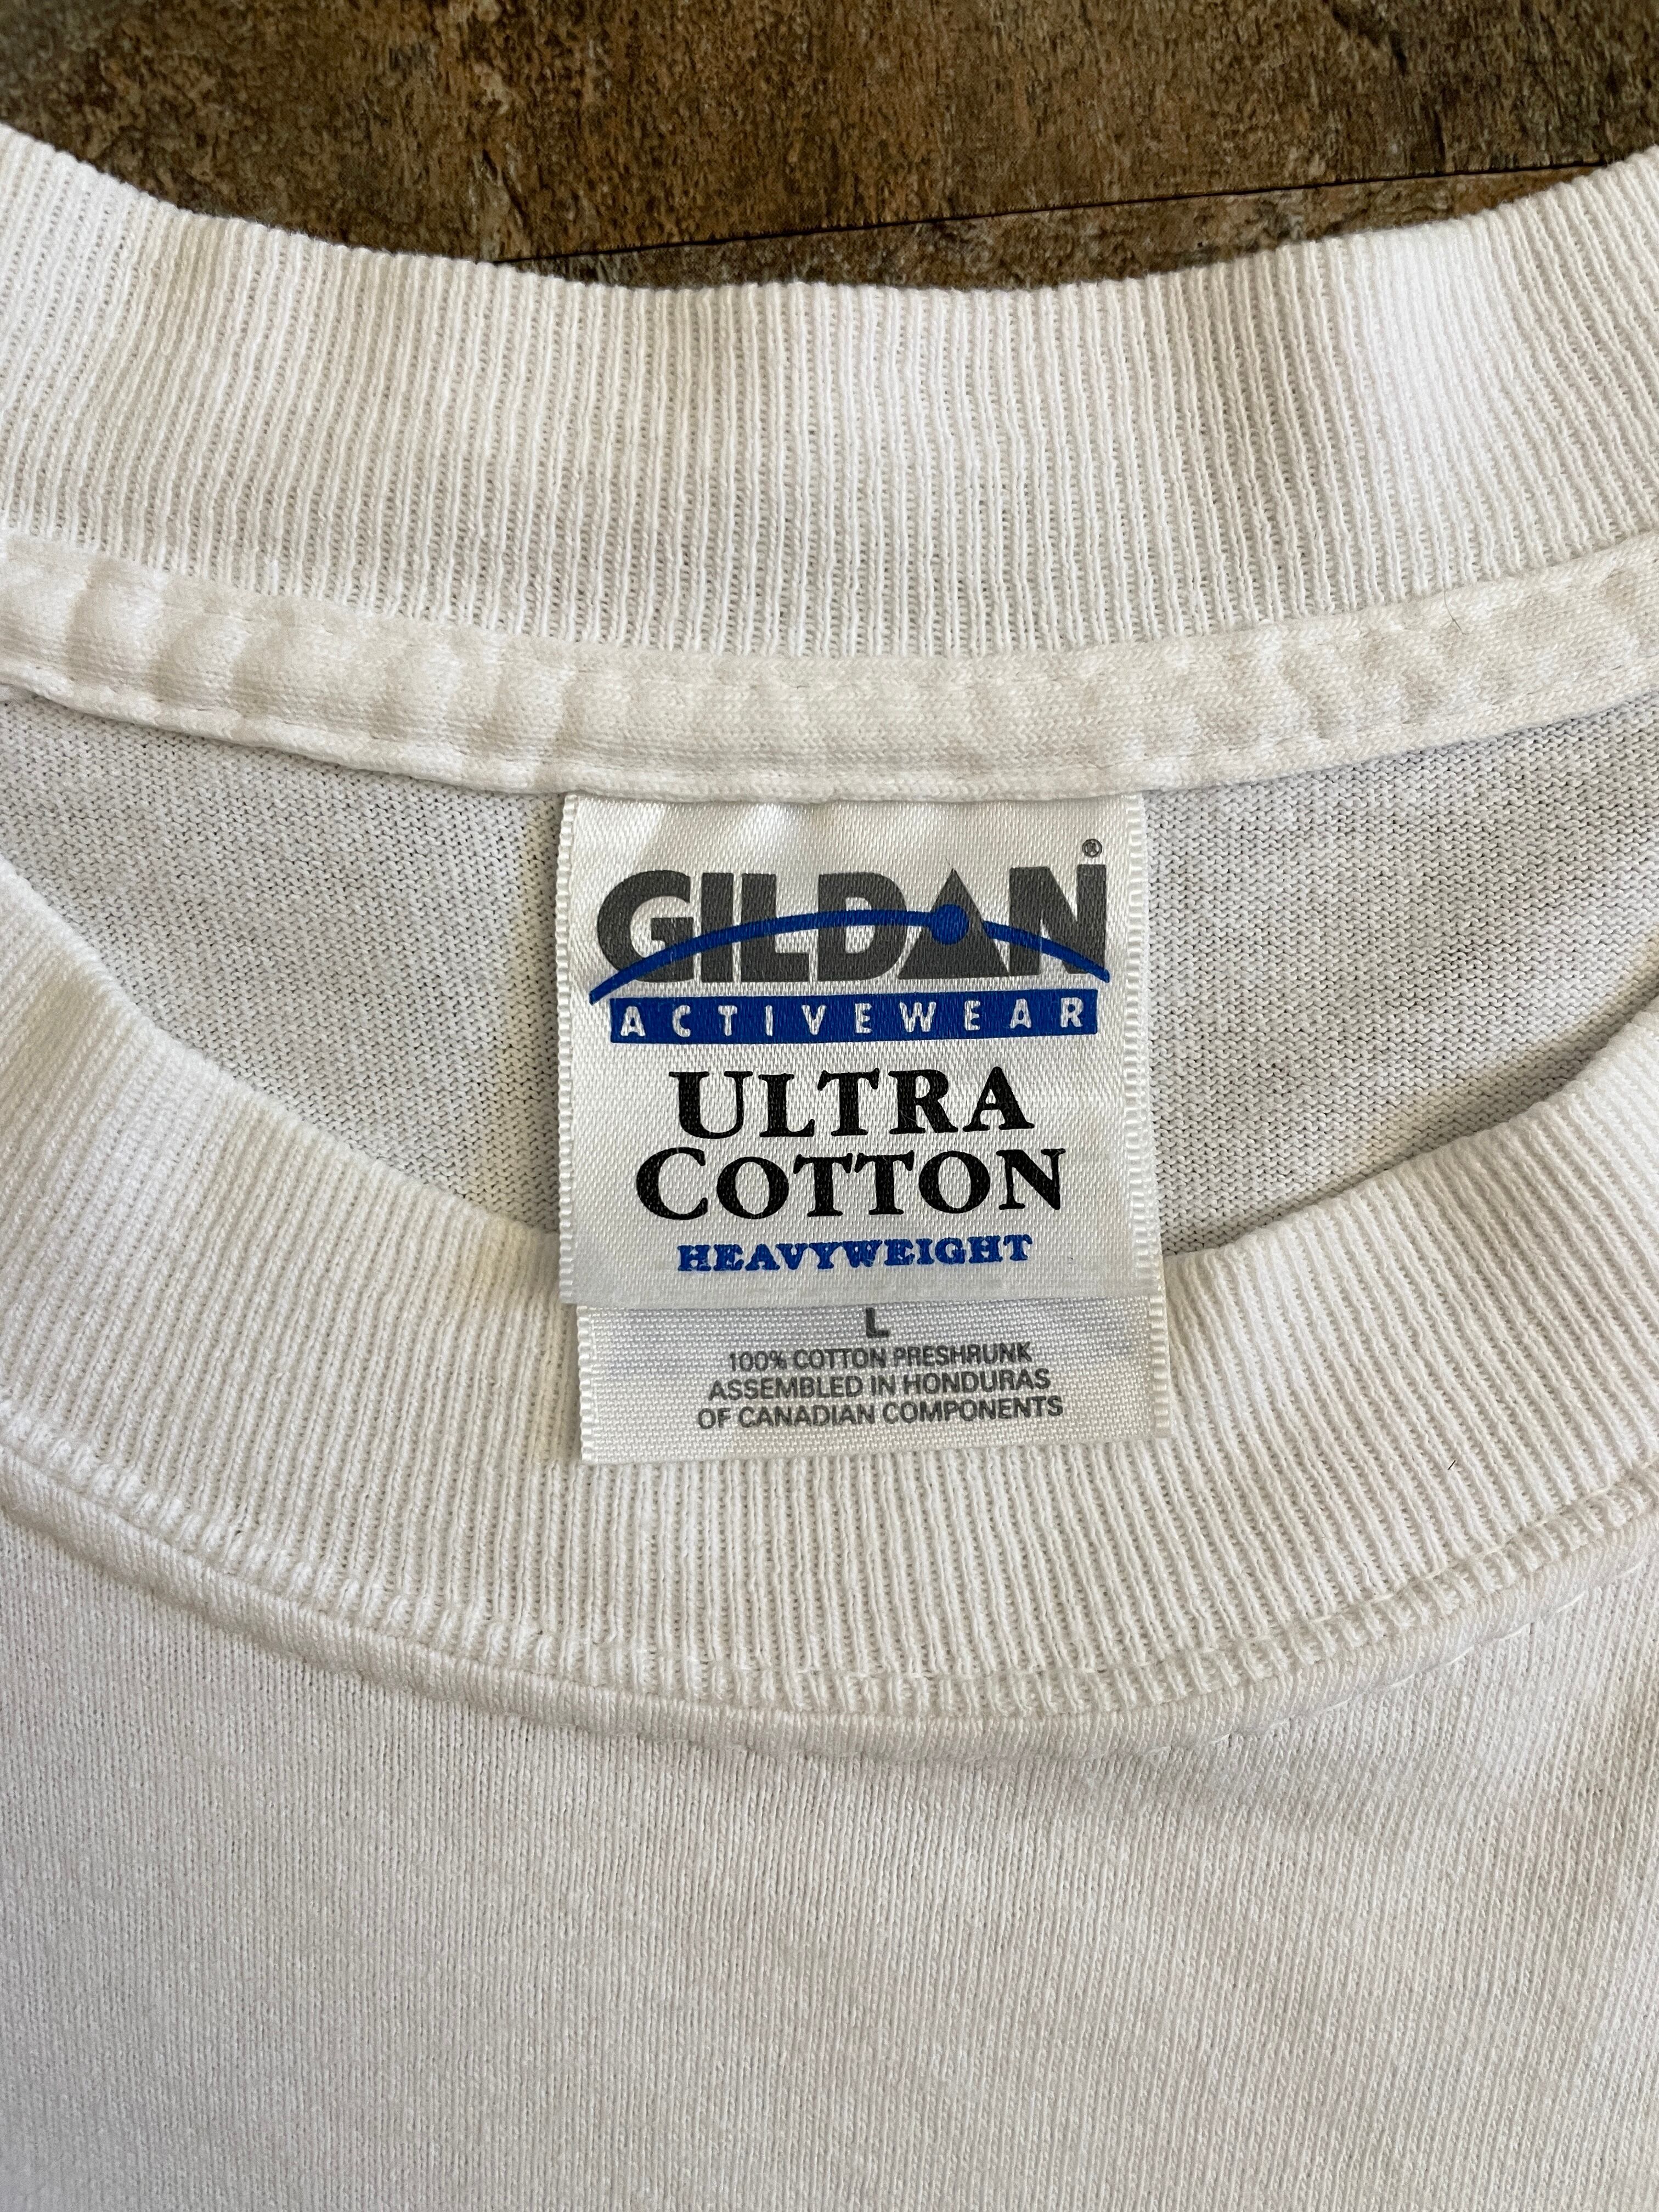 GILDAN®
ACTIVEWEAR
ULTRA
COTTON
HEAVYWEIGHT
L
100% COTTON PRESHRUNK
ASSEMBLED IN HONDURAS
OF CANADIAN COMPONENTS